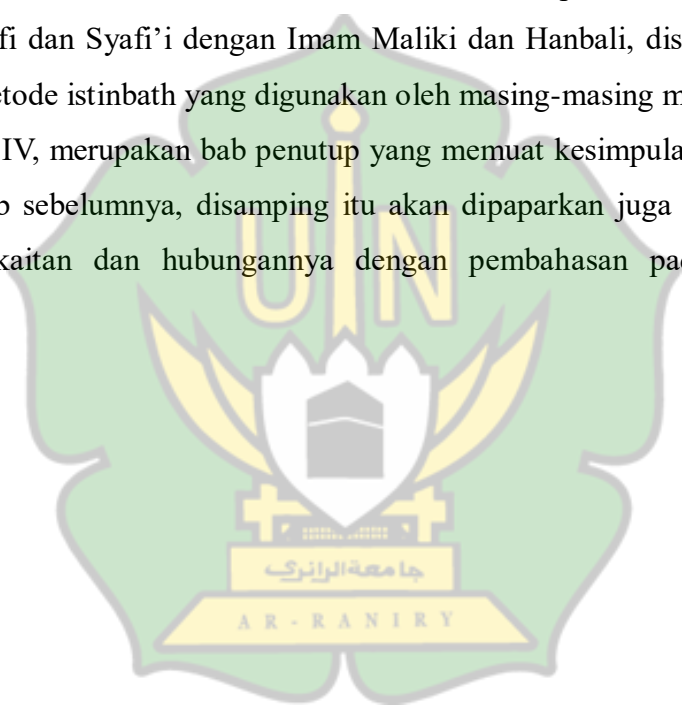 fi dan Syafi’i dengan Imam Maliki dan Hanbali, dis
etode istinbath yang digunakan oleh masing-masing m
IV, merupakan bab penutup yang memuat kesimpula
b sebelumnya, disamping itu akan dipaparkan juga
kaitan dan hubungannya dengan pembahasan pad
UIN
جامعة الرانري
AR-RANIRY